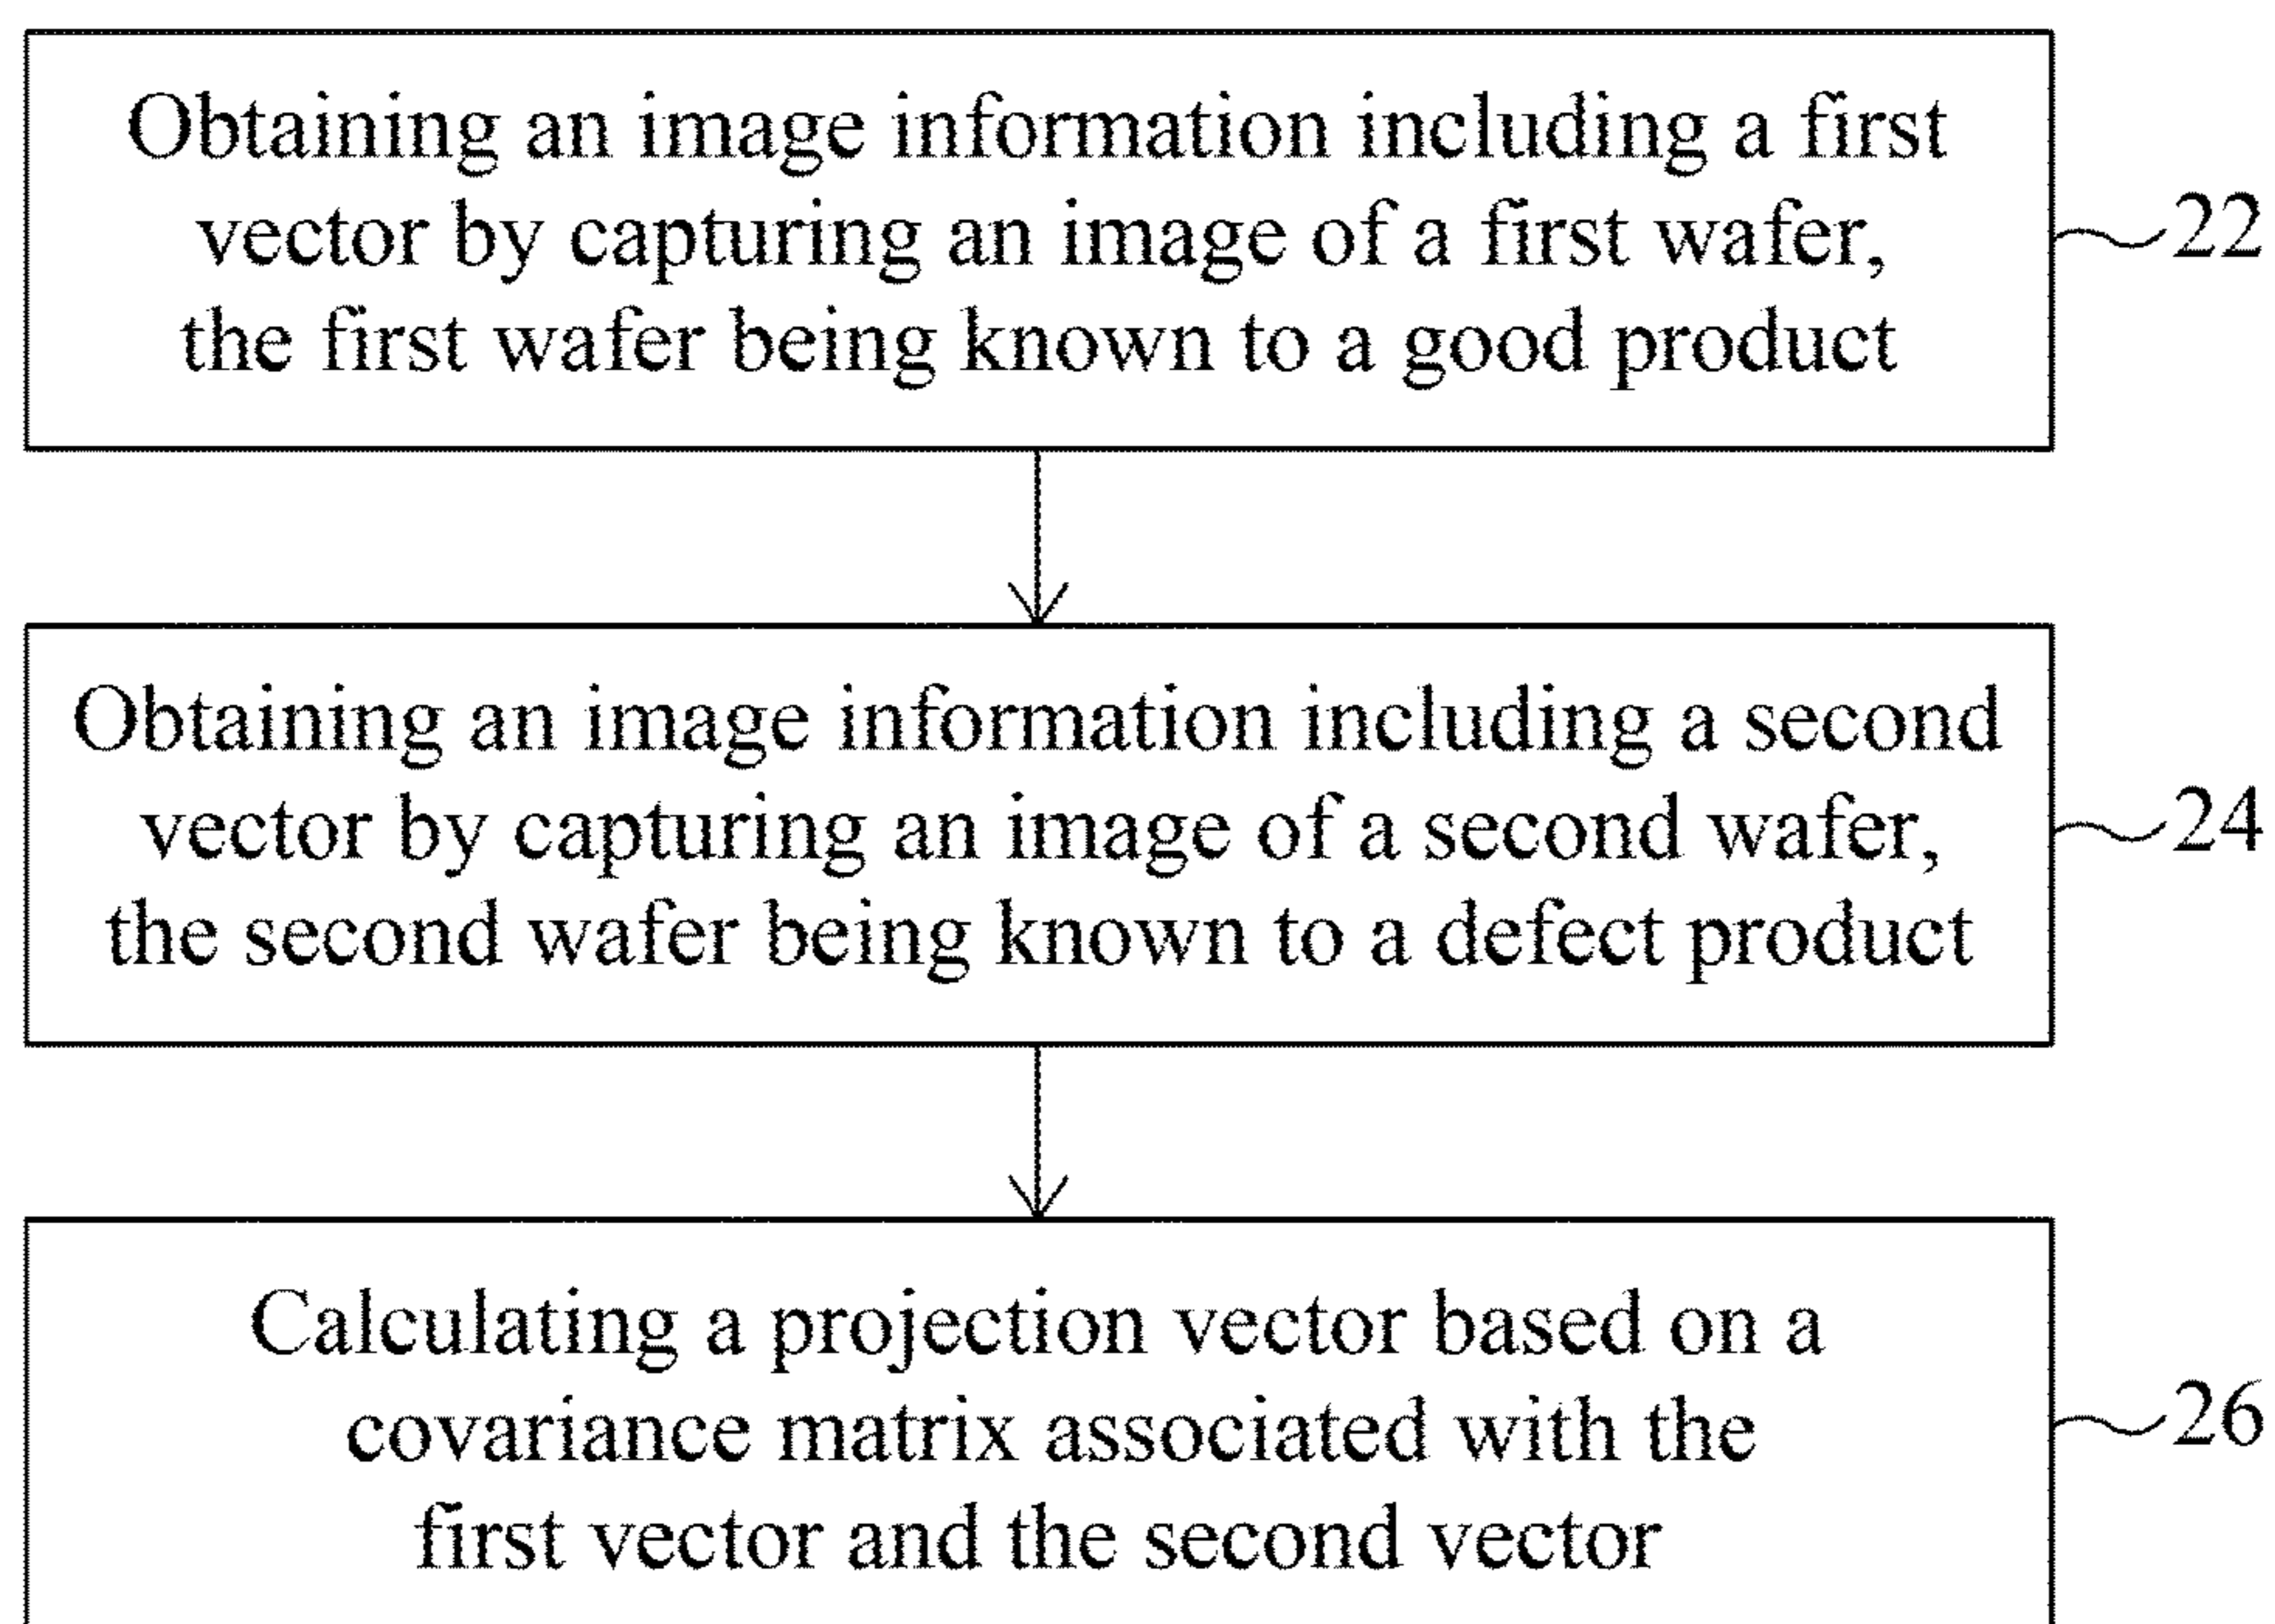 Obtaining an image information including a first
vector by capturing an image of a first wafer,
the first wafer being known to a good product
22
Obtaining an image information including a second
vector by capturing an image of a second wafer,
the second wafer being known to a defect product
24
Calculating a projection vector based on a
covariance matrix associated with the
first vector and the second vector
26